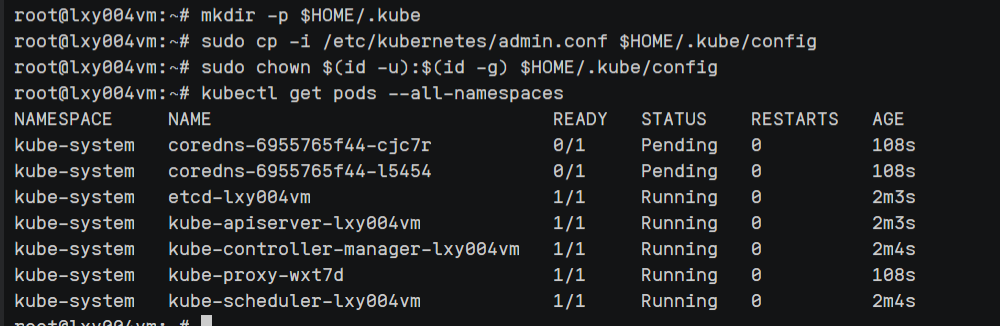 root@lxy004vm:~# mkdir -p $HOME/.kube
root@lxy004vm:~# sudo cp -i /etc/kubernetes/admin.conf $HOME/.kube/config
root@lxy004vm:~# sudo chown $(id -u):$(id -g) $HOME/.kube/config
root@lxy004vm:~# kubectl get pods --all-namespaces
NAMESPACE     NAME                               READY   STATUS    RESTARTS   AGE
kube-system   coredns-6955765f44-cjc7r           0/1     Pending   0          108s
kube-system   coredns-6955765f44-l5454           0/1     Pending   0          108s
kube-system   etcd-lxy004vm                      1/1     Running   0          2m3s
kube-system   kube-apiserver-lxy004vm            1/1     Running   0          2m3s
kube-system   kube-controller-manager-lxy004vm   1/1     Running   0          2m4s
kube-system   kube-proxy-wxt7d                   1/1     Running   0          108s
kube-system   kube-scheduler-lxy004vm            1/1     Running   0          2m4s
root@lxy004vm:~#